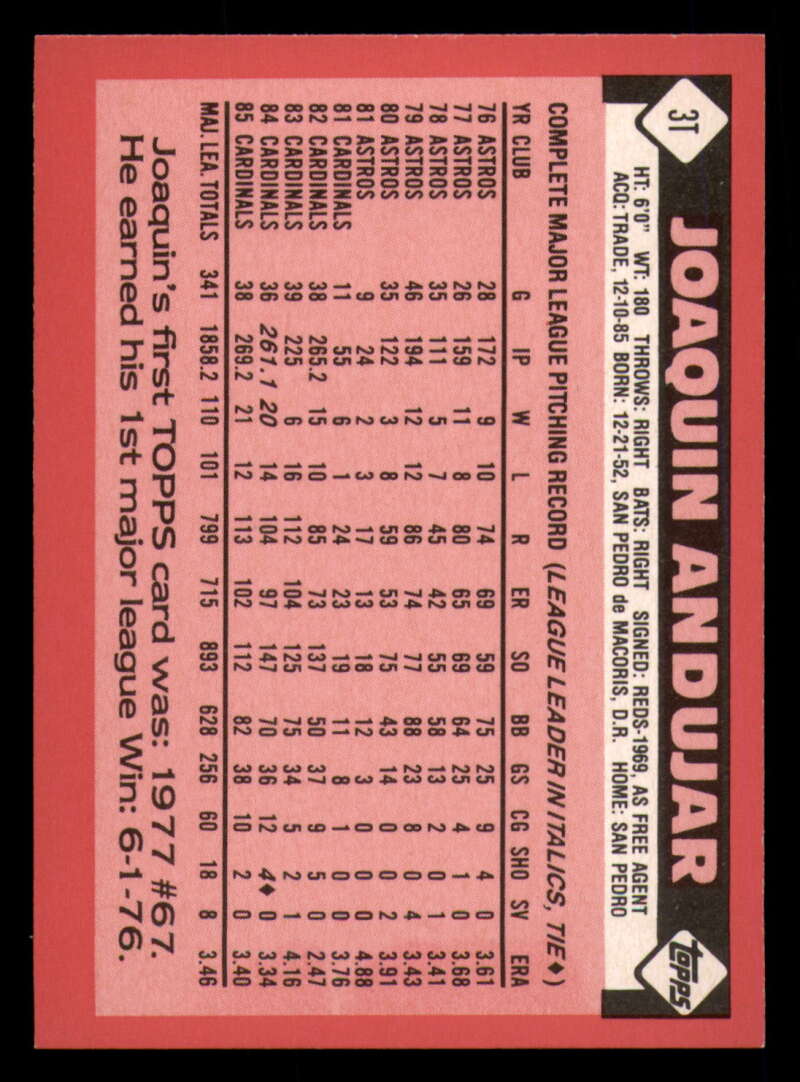 3T
JOAQUIN ANDUJAR
topps
HT: 6'0" WT: 180 THROWS: RIGHT BATS: RIGHT SIGNED: REDS-1969, AS FREE AGENT
ACQ: TRADE, 12-10-85 BORN: 12-21-52, SAN PEDRO de MACORIS, D.R. HOME: SAN PEDRO
COMPLETE MAJOR LEAGUE PITCHING RECORD (LEAGUE LEADER IN ITALICS, TIE♦)
YR CLUB G IP W L R ER SO BB GS CG SHO SV ERA
76 ASTROS 28 172 9 10 74 69 59 75 25 9 4 0 3.61
77 ASTROS 26 159 11 8 80 65 69 64 25 4 1 0 3.68
78 ASTROS 35 111 5 7 45 42 55 58 13 2 0 1 3.41
79 ASTROS 46 194 12 12 86 74 77 88 23 8 0 4 3.43
80 ASTROS 35 122 3 8 59 53 75 43 14 0 0 2 3.91
81 ASTROS 9 24 2 3 17 13 18 12 3 0 0 0 4.88
81 CARDINALS 11 55 6 1 24 23 19 11 8 1 0 0 3.76
82 CARDINALS 38 265.2 15 10 85 73 137 50 37 9 5 0 2.47
83 CARDINALS 39 225 6 16 112 104 125 75 34 5 2 1 4.16
84 CARDINALS 36 261.1 20 14 104 97 147 70 36 12 4♦ 0 3.34
85 CARDINALS 38 269.2 21 12 113 102 112 82 38 10 2 0 3.40
MAJ. LEA. TOTALS 341 1858.2 110 101 799 715 893 628 256 60 18 8 3.46
Joaquin's first TOPPS card was: 1977 #67.
He earned his 1st major league Win: 6-1-76.